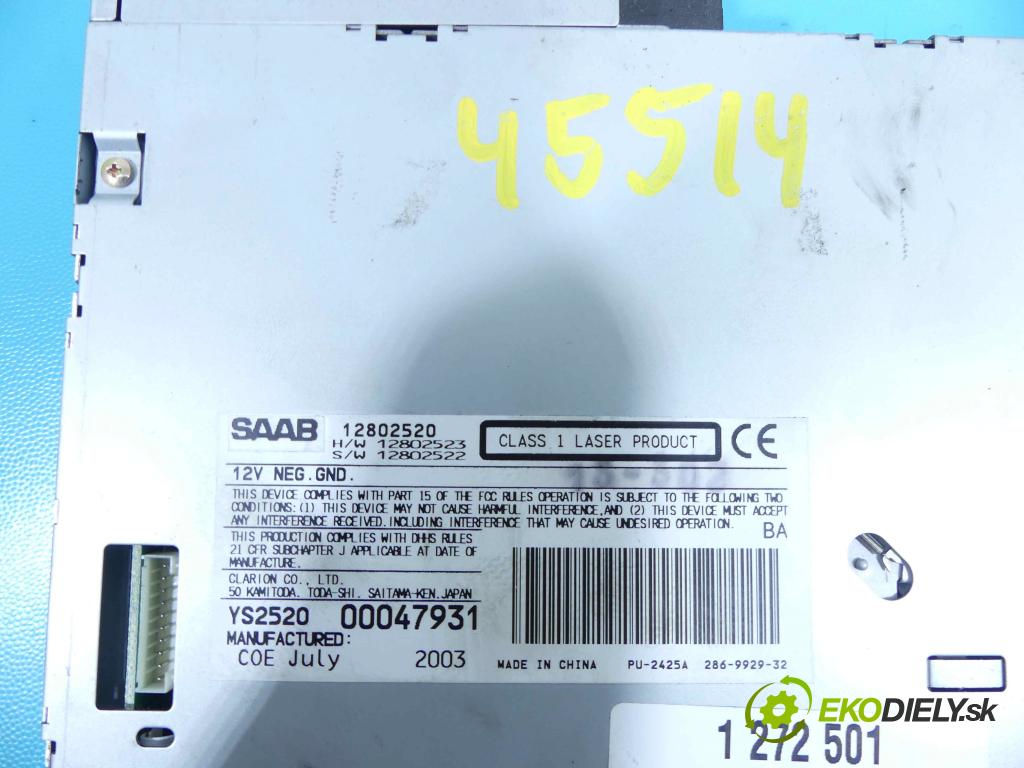 45514
SAAB 12802520
H/W 12802523
S/W 12802522
CLASS 1 LASER PRODUCT
CE
12V NEG.GND.
THIS DEVICE COMPLIES WITH PART 15 OF THE FCC RULES OPERATION IS SUBJECT TO THE FOLLOWING TWO
CONDITIONS:(1) THIS DEVICE MAY NOT CAUSE HARMFUL INTERFERENCE,AND (2) THIS DEVICE MUST ACCEPT
ANY INTERFERENCE RECEIVED.INCLUDING INTERFERENCE THAT MAY CAUSE UNDESIRED OPERATION.
BA
THIS PRODUCTION COMPLIES WITH DHHS RULES
21 CFR SUBCHAPTER J APPLICABLE AT DATE OF
MANUFACTURE.
CLARION CO., LTD.
50 KAMITODA. TODA-SHI. SAITAMA-KEN.JAPAN
YS2520 00047931
MANUFACTURED:
COE July 2003
MADE IN CHINA PU-2425A 286-9929-32
EKODIELY.sk
1 272 501